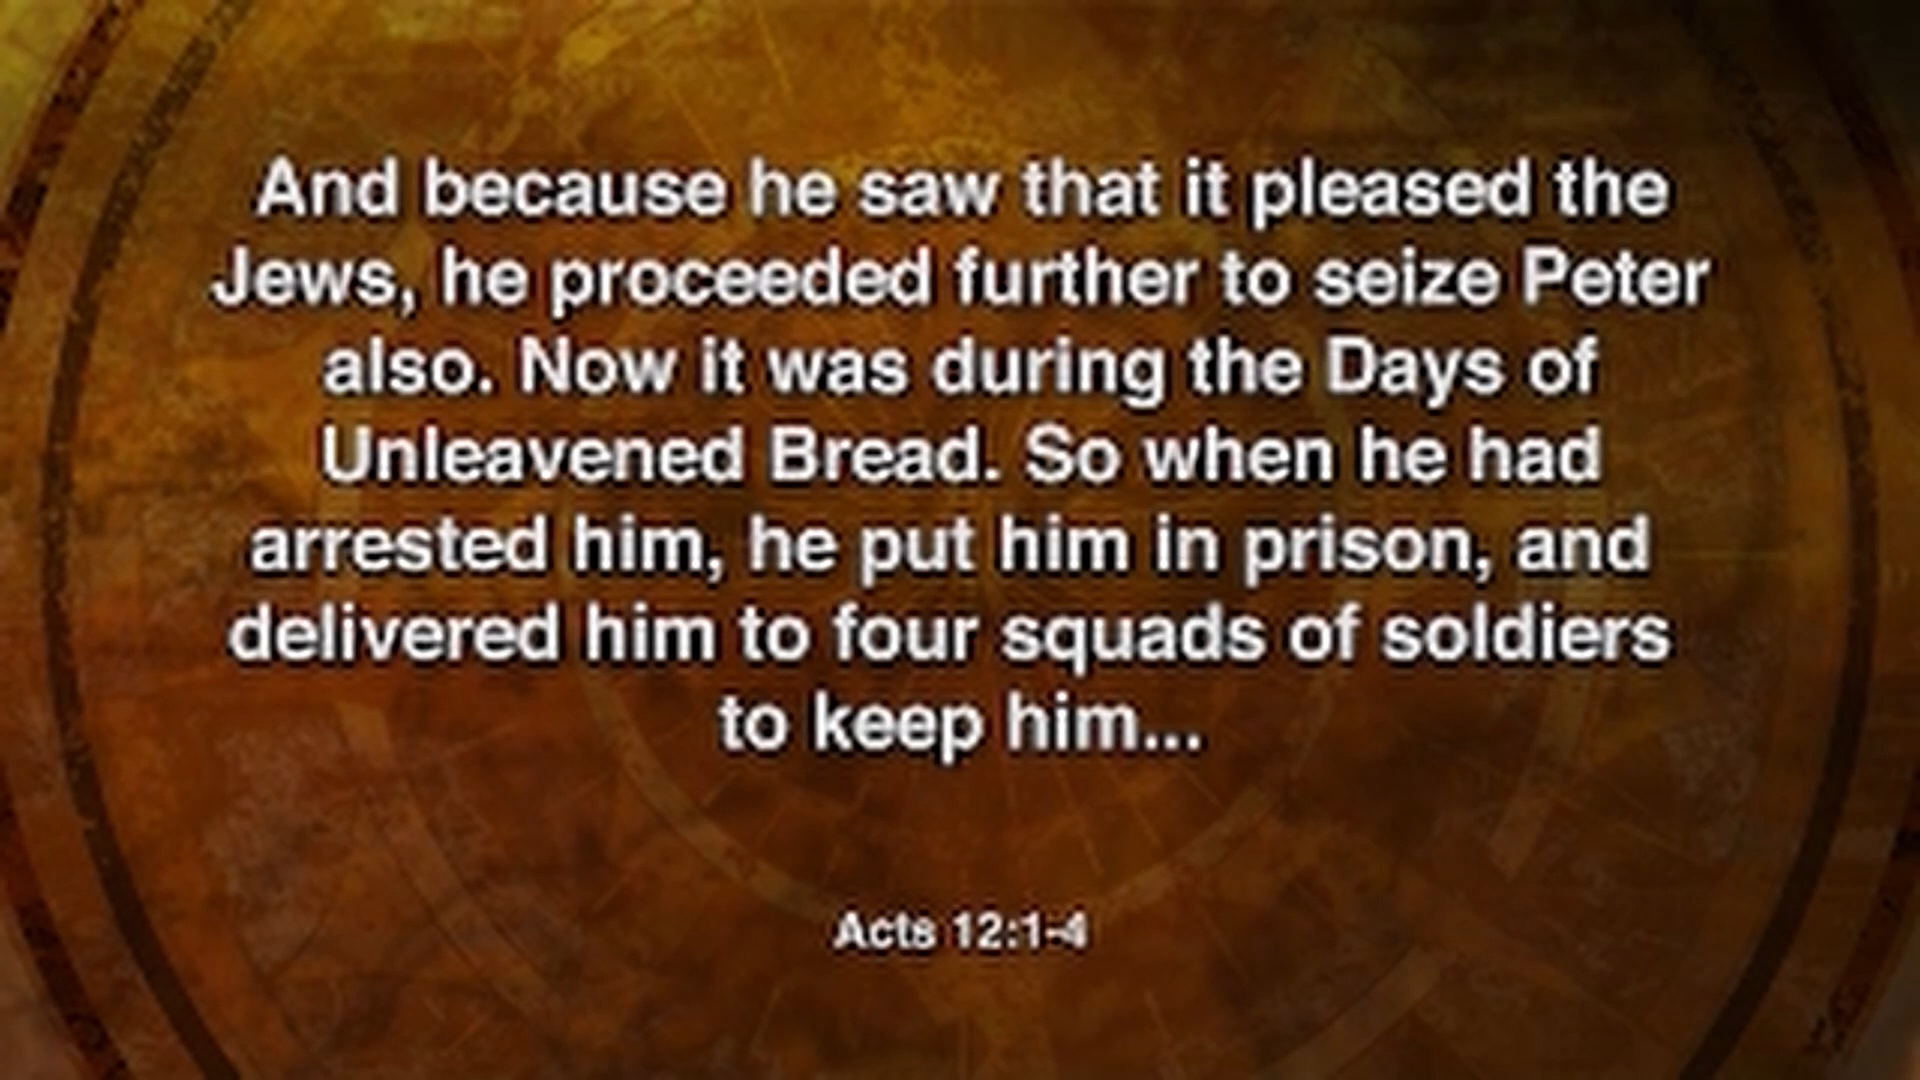 And because he saw that it pleased the
Jews, he proceeded further to seize Peter
also. Now it was during the Days of
Unleavened Bread. So when he had
arrested him, he put him in prison, and
delivered him to four squads of soldiers
to keep him...
Acts 12:1-4